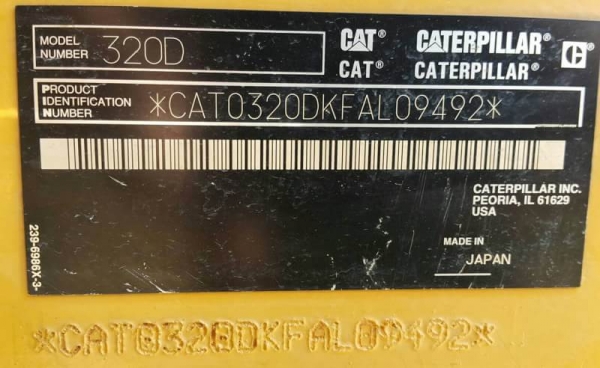 MODEL NUMBER 320D
CAT® CATERPILLAR®
CAT® CATERPILLAR®
PRODUCT IDENTIFICATION NUMBER *CAT0320DKFAL09492*
CATERPILLAR INC.
PEORIA, IL 61629
USA
MADE IN
JAPAN
239-6986X-3-
*CAT0320DKFAL09492*